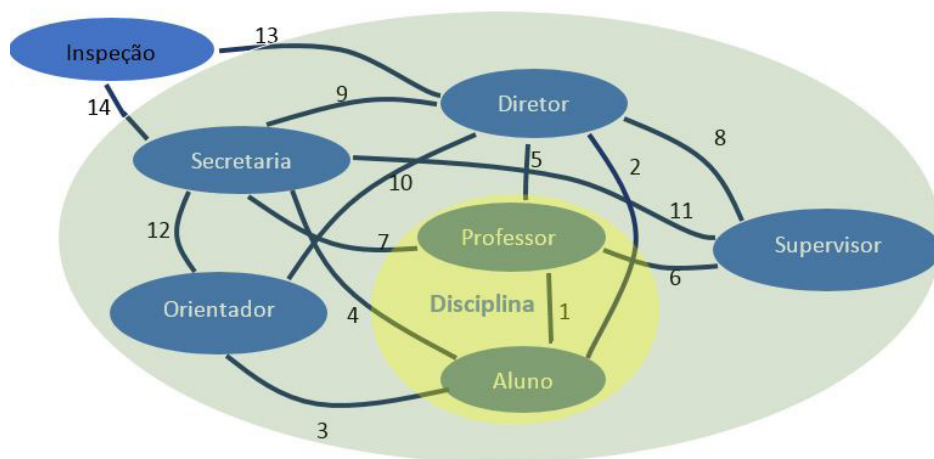 13
Inspeção
9
Diretor
14
8
Secretaria
5
2
10
11
12
7
Professor
Supervisor
6
Orientador
Disciplina
1
4
Aluno
3